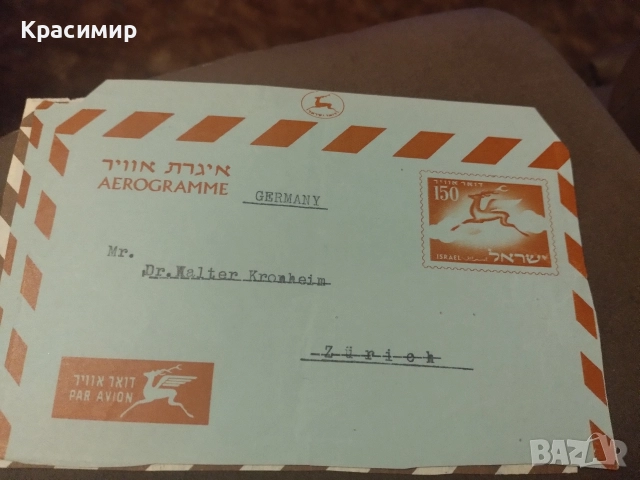 Красимир
איגרת אוויר
AEROGRAMME
GERMANY
דואר אוויר
150
ISRAEL
ישראל
Mr.
Dr.Walter Kronheim
Zürich
דואר אוויר
PAR AVION
BAZAR